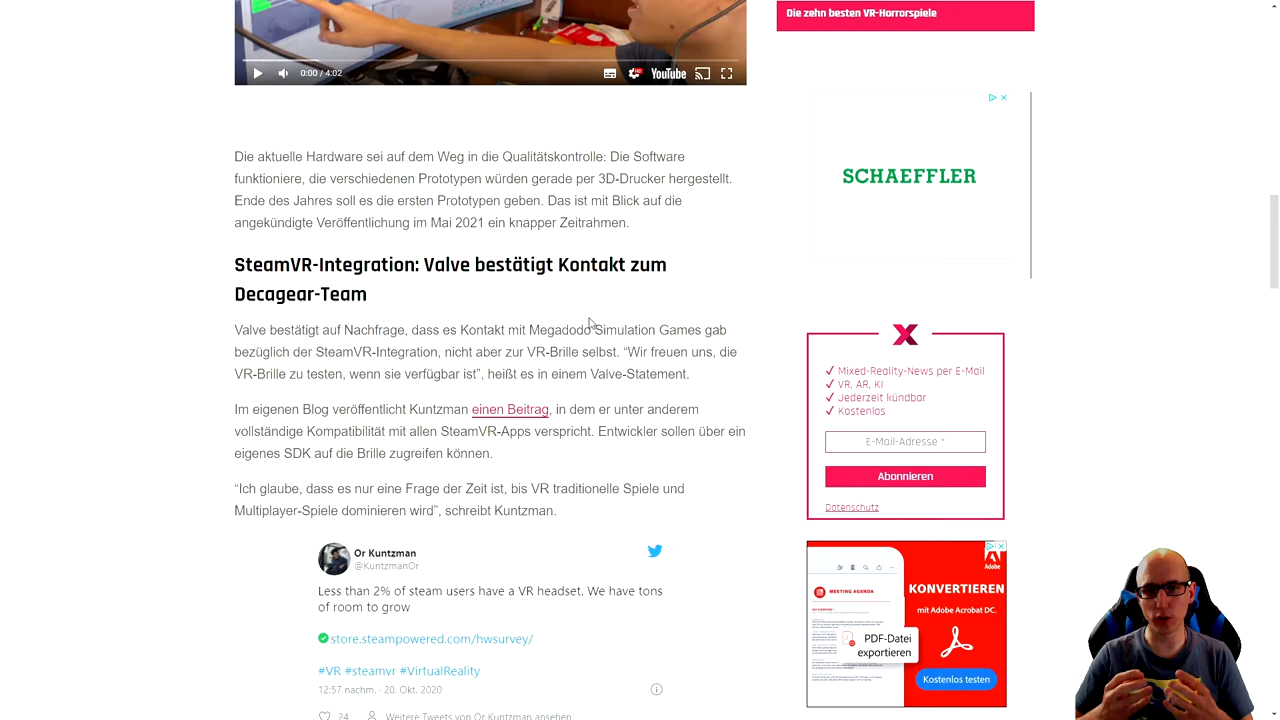 Die zehn besten VR-Horrorspiele
0:00 / 4:02
YouTube
Die aktuelle Hardware sei auf dem Weg in die Qualitätskontrolle: Die Software
funktioniere, die verschiedenen Prototypen würden gerade per 3D-Drucker hergestellt.
Ende des Jahres soll es die ersten Prototypen geben. Das ist mit Blick auf die
angekündigte Veröffentlichung im Mai 2021 ein knapper Zeitrahmen.
SteamVR-Integration: Valve bestätigt Kontakt zum
Decagear-Team
Valve bestätigt auf Nachfrage, dass es Kontakt mit Megadodo Simulation Games gab
bezüglich der SteamVR-Integration, nicht aber zur VR-Brille selbst. “Wir freuen uns, die
VR-Brille zu testen, wenn sie verfügbar ist”, heißt es in einem Valve-Statement.
Im eigenen Blog veröffentlicht Kuntzman einen Beitrag, in dem er unter anderem
vollständige Kompatibilität mit allen SteamVR-Apps verspricht. Entwickler sollen über ein
eigenes SDK auf die Brille zugreifen können.
“Ich glaube, dass es nur eine Frage der Zeit ist, bis VR traditionelle Spiele und
Multiplayer-Spiele dominieren wird”, schreibt Kuntzman.
Or Kuntzman
@KuntzmanOr
Less than 2% of steam users have a VR headset. We have tons
of room to grow
store.steampowered.com/hwsurvey/
#VR #steamvr #VirtualReality
24
Weitere Tweets von Or Kuntzman ansehen
SCHAEFFLER
X
✓ Mixed-Reality-News per E-Mail
✓ VR, AR, KI
✓ Jederzeit kündbar
✓ Kostenlos
E-Mail-Adresse *
Abonnieren
Datenschutz
Adobe
MEETING AGENDA
KONVERTIEREN
mit Adobe Acrobat DC.
PDF-Datei
exportieren
Kostenlos testen